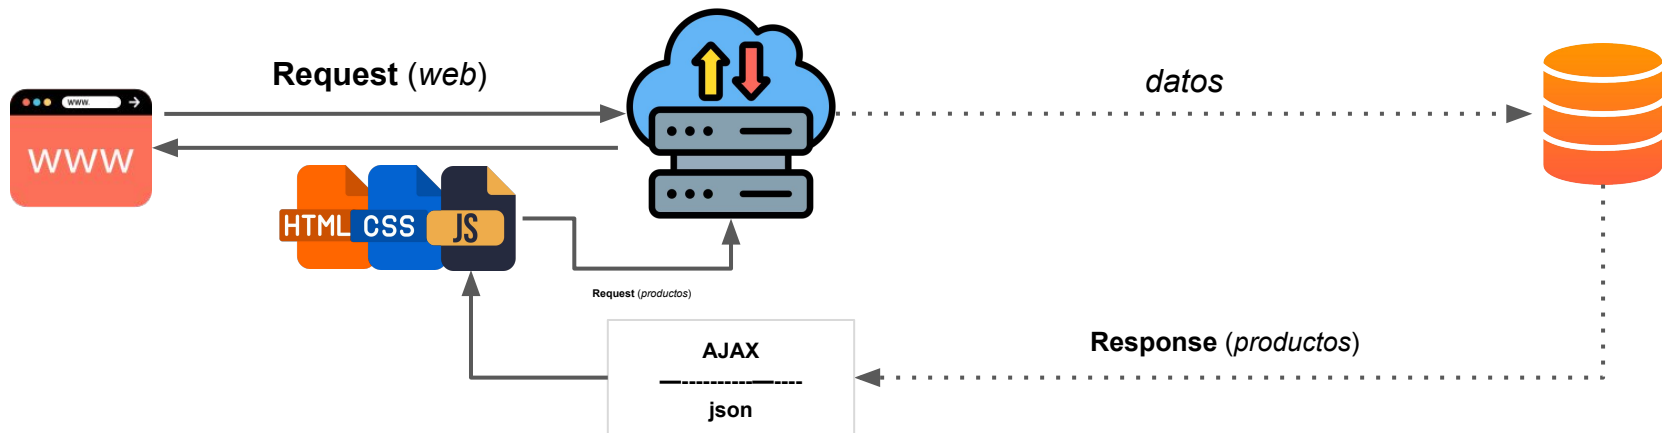 Request (web)
datos
www.
WWW
HTML
CSS
JS
Request (productos)
AJAX
—----------—----
json
Response (productos)